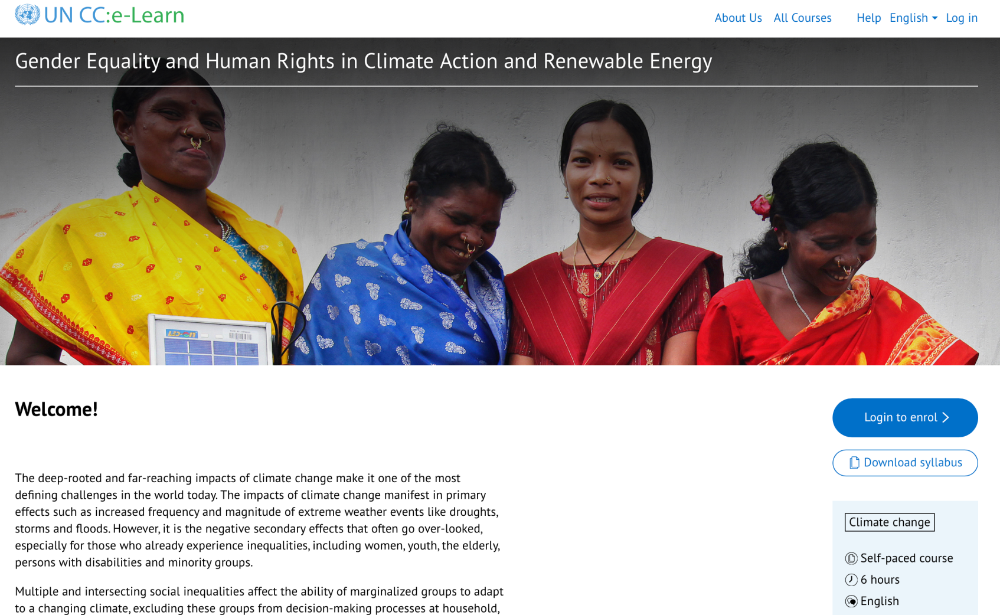 UN CC:e-Learn
About Us All Courses Help English Log in
Gender Equality and Human Rights in Climate Action and Renewable Energy
LED-ON
Welcome!
The deep-rooted and far-reaching impacts of climate change make it one of the most
defining challenges in the world today. The impacts of climate change manifest in primary
effects such as increased frequency and magnitude of extreme weather events like droughts,
storms and floods. However, it is the negative secondary effects that often go over-looked,
especially for those who already experience inequalities, including women, youth, the elderly,
persons with disabilities and minority groups.
Multiple and intersecting social inequalities affect the ability of marginalized groups to adapt
to a changing climate, excluding these groups from decision-making processes at household,
Login to enrol
Download syllabus
Climate change
Self-paced course
6 hours
English